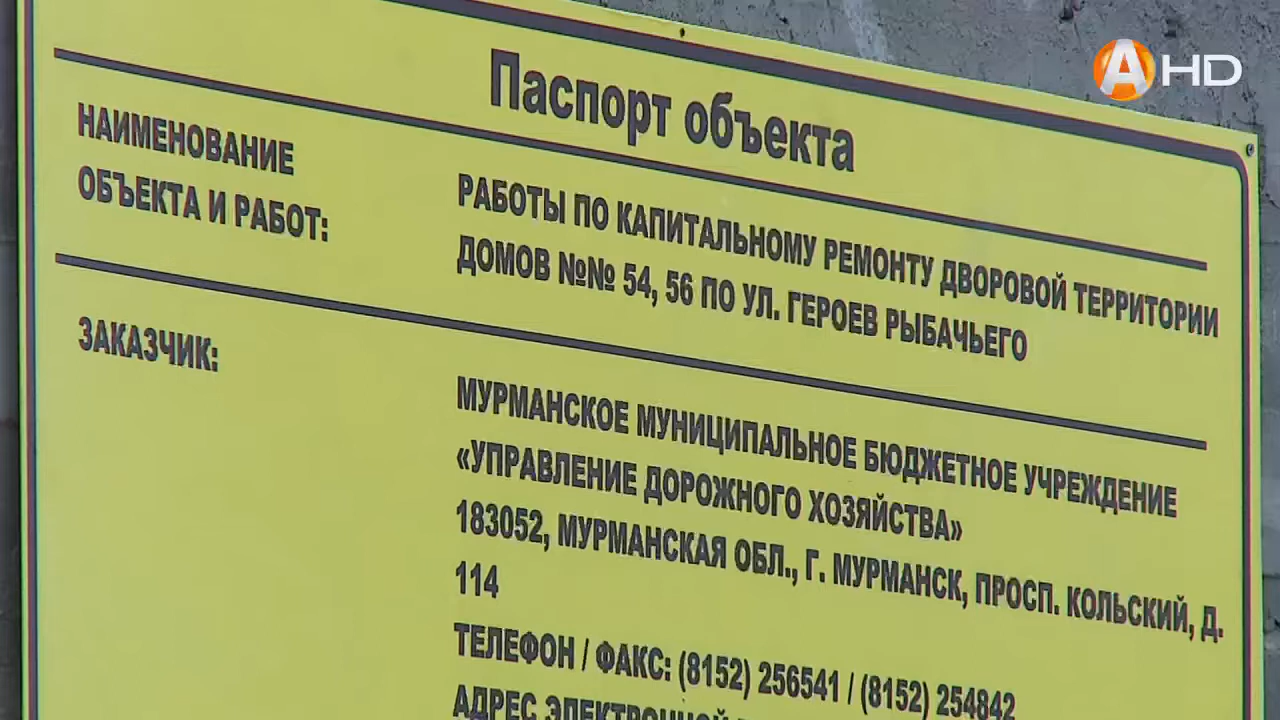 А HD
Паспорт объекта
НАИМЕНОВАНИЕ
ОБЪЕКТА И РАБОТ:
РАБОТЫ ПО КАПИТАЛЬНОМУ РЕМОНТУ ДВОРОВОЙ ТЕРРИТОРИИ
ДОМОВ №№ 54, 56 ПО УЛ. ГЕРОЕВ РЫБАЧЬЕГО
ЗАКАЗЧИК:
МУРМАНСКОЕ МУНИЦИПАЛЬНОЕ БЮДЖЕТНОЕ УЧРЕЖДЕНИЕ
«УПРАВЛЕНИЕ ДОРОЖНОГО ХОЗЯЙСТВА»
183052, МУРМАНСКАЯ ОБЛ., Г. МУРМАНСК, ПРОСП. КОЛЬСКИЙ, Д.
114
ТЕЛЕФОН / ФАКС: (8152) 256541 / (8152) 254842
АДРЕС ЭЛЕКТРОННОЙ